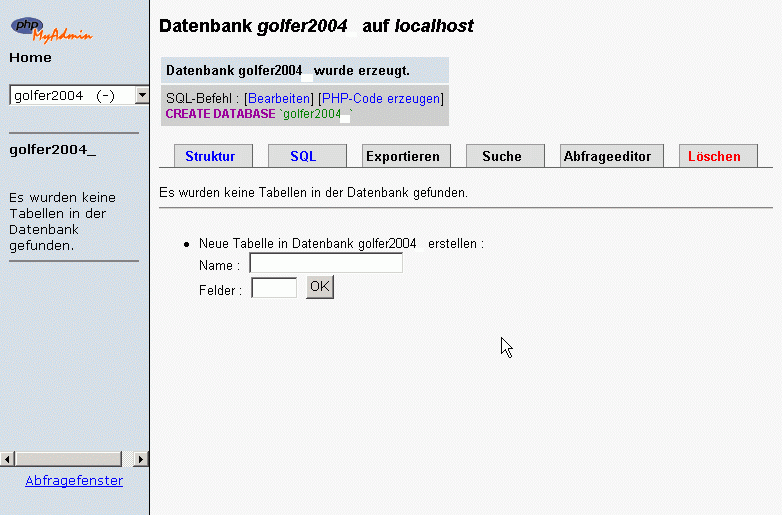 php
MyAdmin
Home
golfer2004 (-)
golfer2004_
Es wurden keine
Tabellen in der
Datenbank
gefunden.
Abfragefenster
Datenbank golfer2004 auf localhost
Datenbank golfer2004 wurde erzeugt.
SQL-Befehl : [Bearbeiten] [PHP-Code erzeugen]
CREATE DATABASE `golfer2004 `
Struktur SQL Exportieren Suche Abfrageeditor Löschen
Es wurden keine Tabellen in der Datenbank gefunden.
• Neue Tabelle in Datenbank golfer2004 erstellen :
Name :
Felder : OK